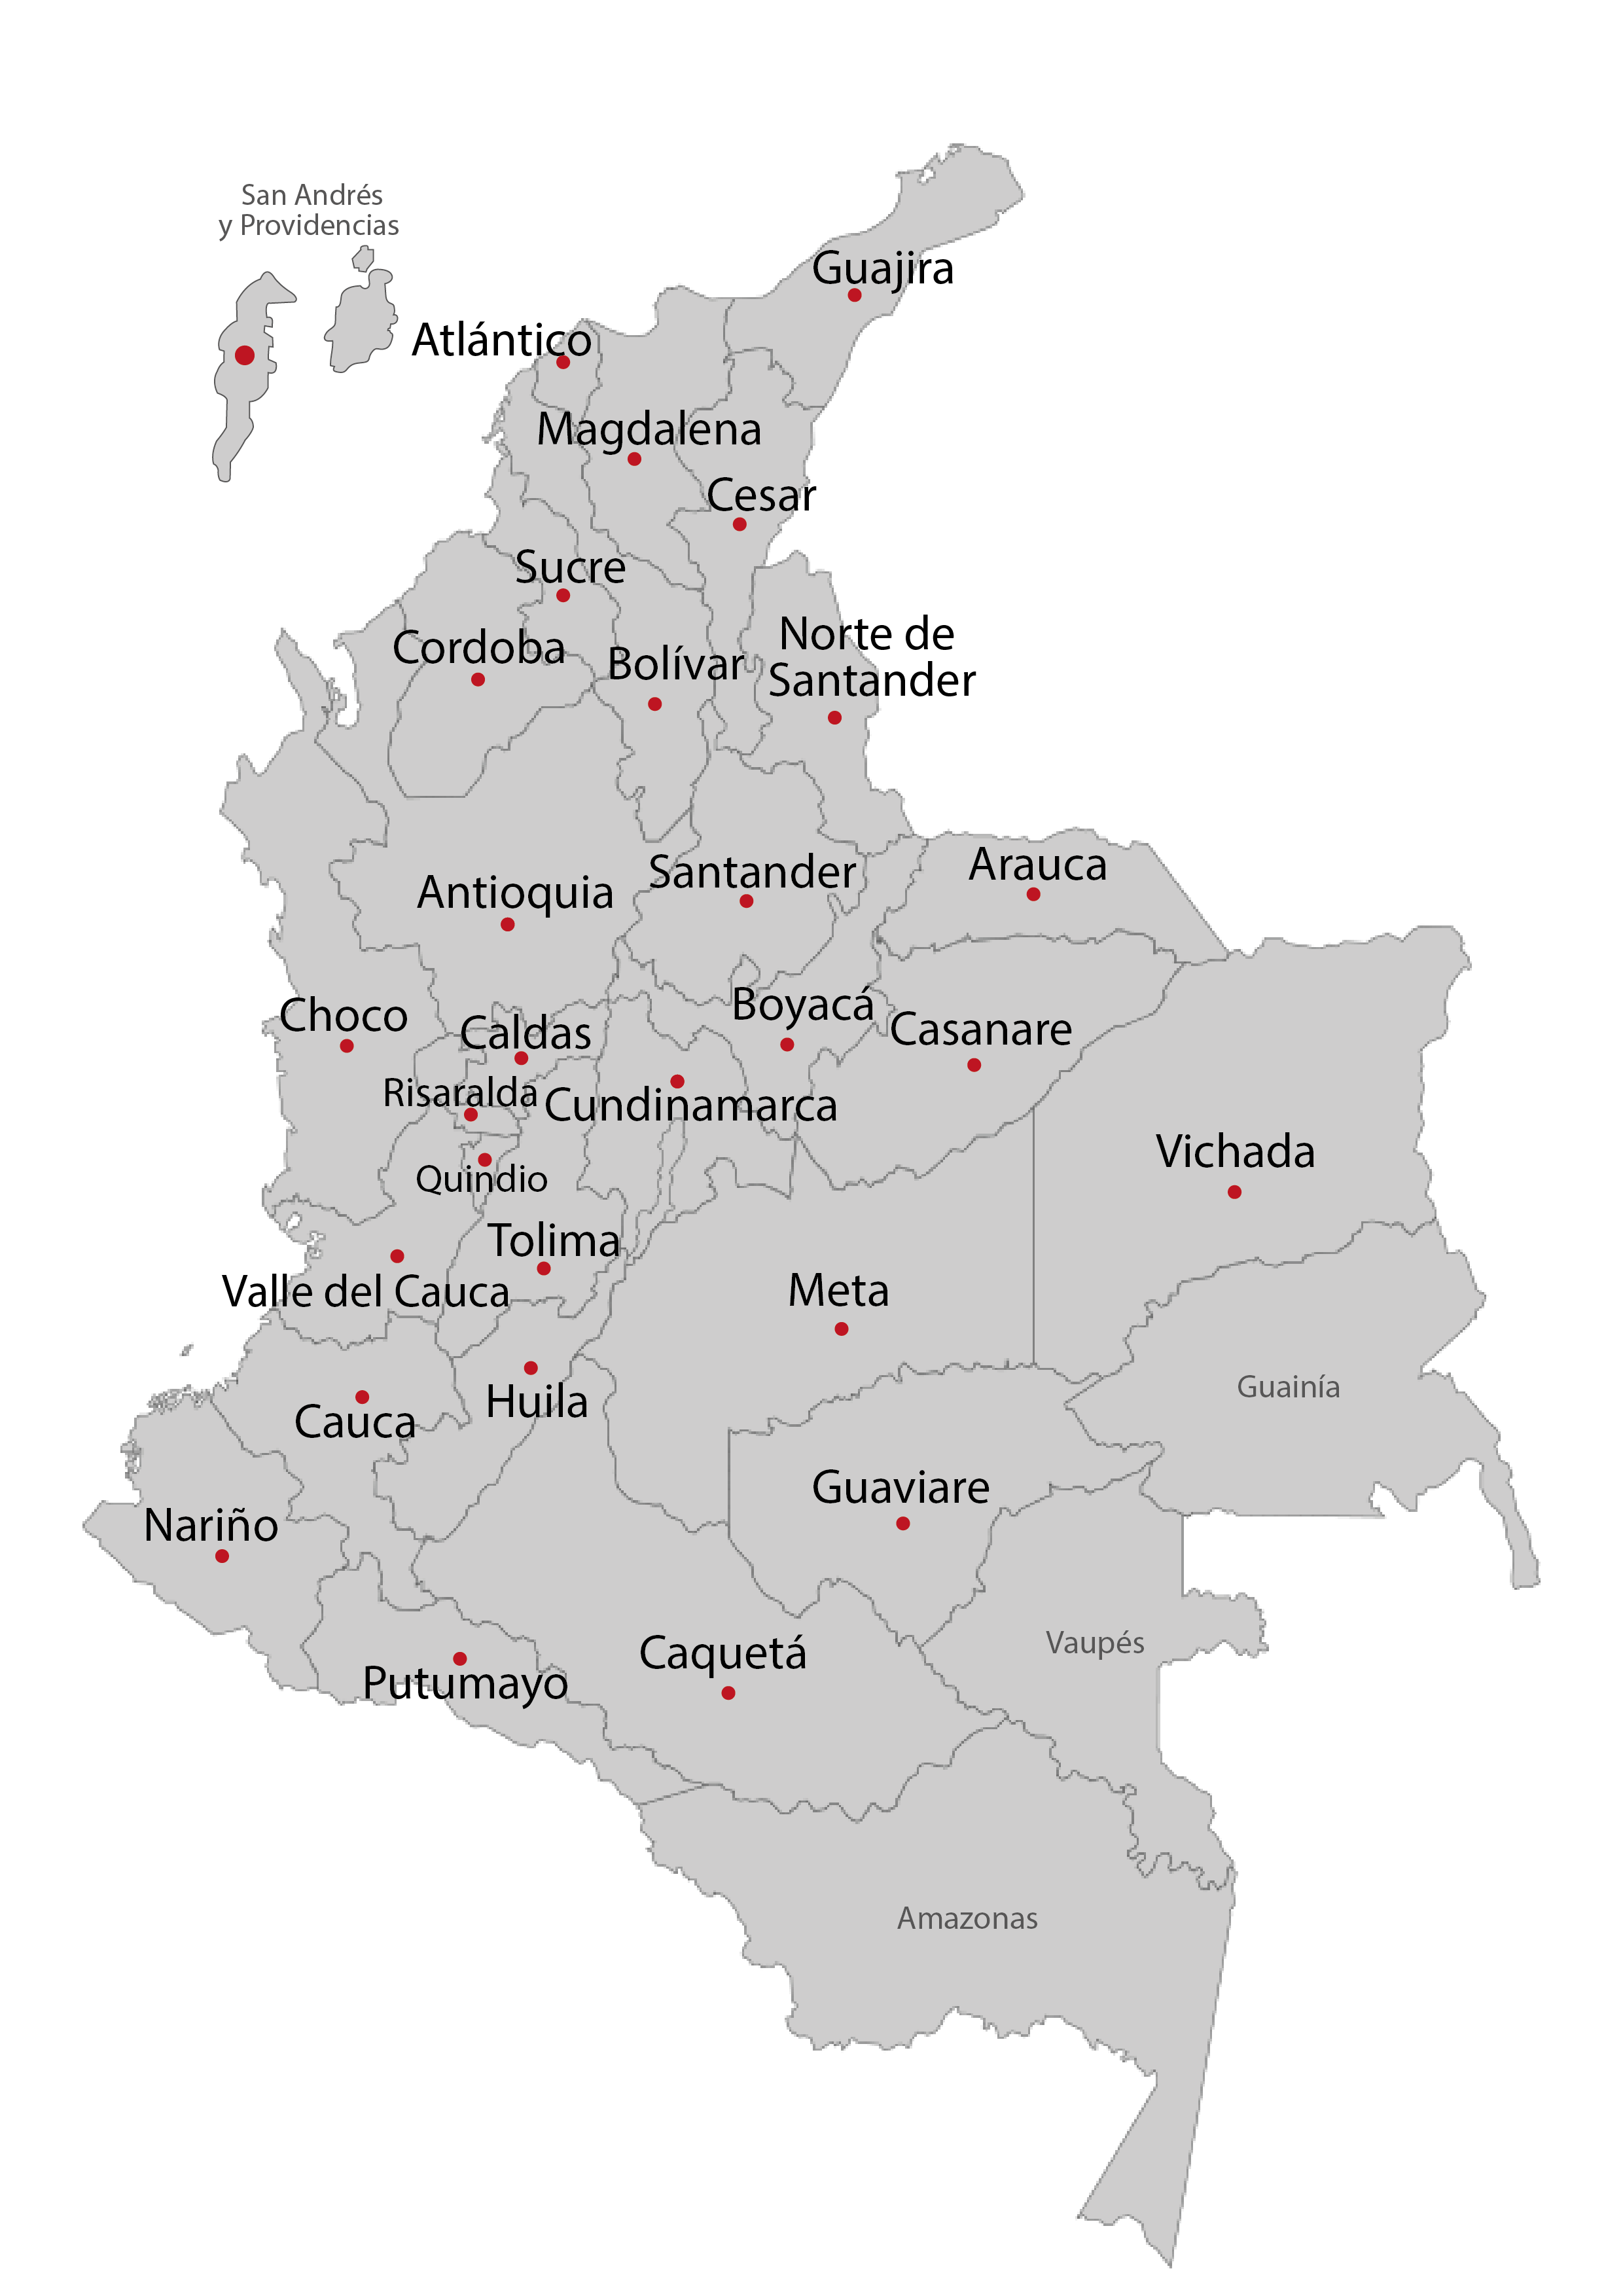 San Andrés
y Providencias
Guajira
Atlántico
Magdalena
Cesar
Sucre
Norte de
Santander
Cordoba
Bolívar
Arauca
Santander
Antioquia
Boyacá
Choco
Casanare
Caldas
Risaralda
Cundinamarca
Vichada
Quindio
Tolima
Valle del Cauca
Meta
Guainía
Huila
Cauca
Guaviare
Nariño
Vaupés
Caquetá
Putumayo
Amazonas